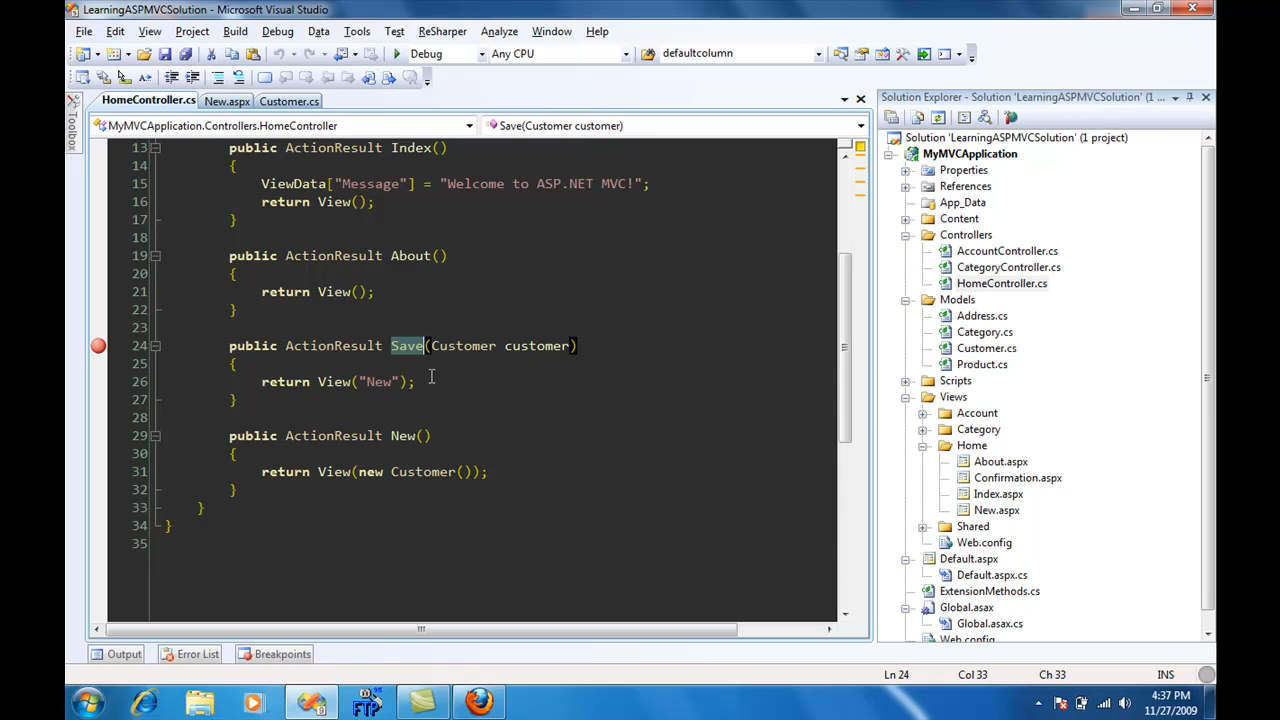 LearningASPMVCSolution - Microsoft Visual Studio
File Edit View Project Build Debug Data Tools Test ReSharper Analyze Window Help
Debug Any CPU defaultcolumn
HomeController.cs New.aspx Customer.cs
MyMVCApplication.Controllers.HomeController Save(Customer customer)
Toolbox
13 public ActionResult Index()
14 {
15 ViewData["Message"] = "Welcome to ASP.NET MVC!";
16 return View();
17 }
18
19 public ActionResult About()
20 {
21 return View();
22 }
23
24 public ActionResult Save(Customer customer)
25 {
26 return View("New");
27 }
28
29 public ActionResult New()
30 {
31 return View(new Customer());
32 }
33 }
34 }
35
Solution Explorer - Solution 'LearningASPMVCSolution' (1 ...
Solution 'LearningASPMVCSolution' (1 project)
MyMVCApplication
Properties
References
App_Data
Content
Controllers
AccountController.cs
CategoryController.cs
HomeController.cs
Models
Address.cs
Category.cs
Customer.cs
Product.cs
Scripts
Views
Account
Category
Home
About.aspx
Confirmation.aspx
Index.aspx
New.aspx
Shared
Web.config
Default.aspx
Default.aspx.cs
ExtensionMethods.cs
Global.asax
Global.asax.cs
Web.config
Output Error List Breakpoints
Ln 24 Col 33 Ch 33 INS
FTP
4:37 PM
11/27/2009